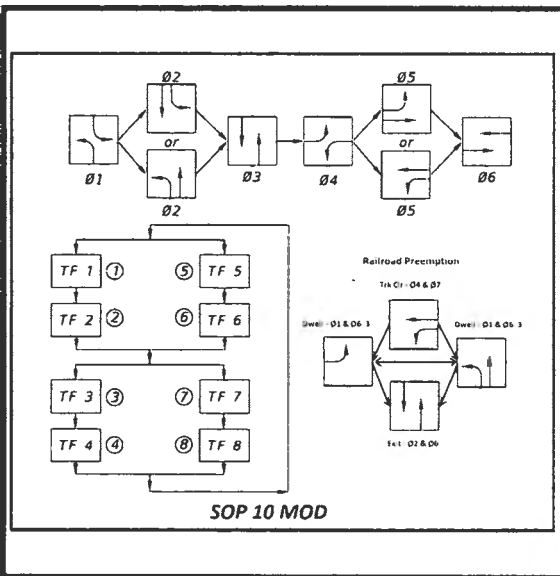 Ø2 Ø5
or or
Ø1 Ø3 Ø4 Ø6
Ø2 Ø5
TF 1 ① ⑤ TF 5
TF 2 ② ⑥ TF 6
TF 3 ③ ⑦ TF 7
TF 4 ④ ⑧ TF 8
Railroad Preemption
Trk Clr - Ø4 & Ø7
Dwell - Ø1 & Ø6 3 Dwell - Ø1 & Ø6 3
Exit - Ø2 & Ø6
SOP 10 MOD